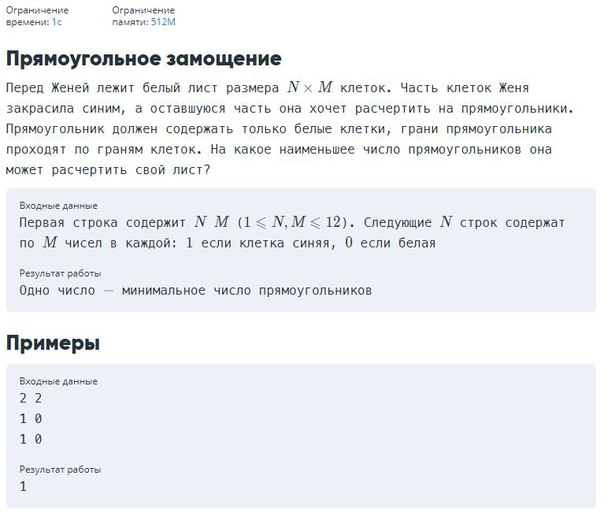 Ограничение
времени: 1с
Ограничение
памяти: 512M
Прямоугольное замощение
Перед Женей лежит белый лист размера N × M клеток. Часть клеток Женя
закрасила синим, а оставшуюся часть она хочет расчертить на прямоугольники.
Прямоугольник должен содержать только белые клетки, грани прямоугольника
проходят по граням клеток. На какое наименьшее число прямоугольников она
может расчертить свой лист?
Входные данные
Первая строка содержит N M (1 ⩽ N, M ⩽ 12). Следующие N строк содержат
по M чисел в каждой: 1 если клетка синяя, 0 если белая
Результат работы
Одно число — минимальное число прямоугольников
Примеры
Входные данные
2 2
1 0
1 0
Результат работы
1